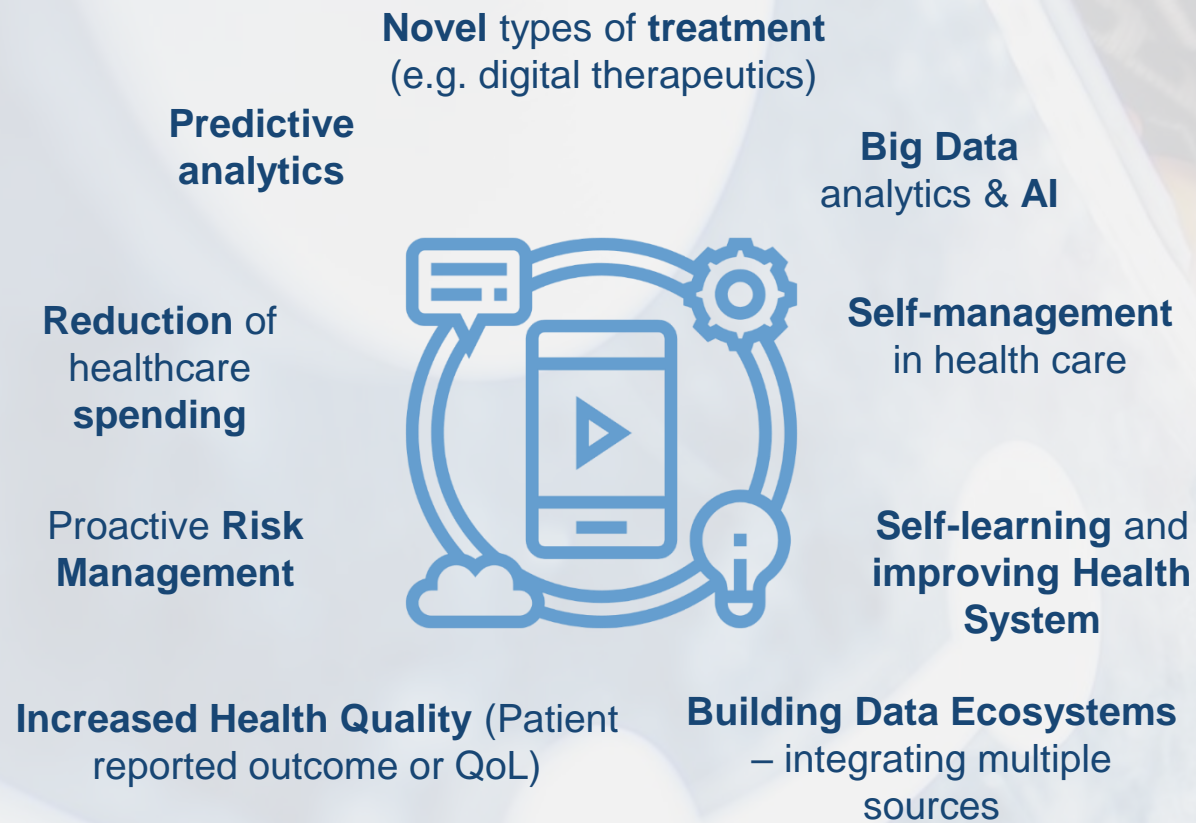 Novel types of treatment
(e.g. digital therapeutics)
Predictive
analytics
Big Data
analytics & AI
Reduction of
healthcare
spending
Self-management
in health care
Proactive Risk
Management
Self-learning and
improving Health
System
Increased Health Quality (Patient
reported outcome or QoL)
Building Data Ecosystems
– integrating multiple
sources